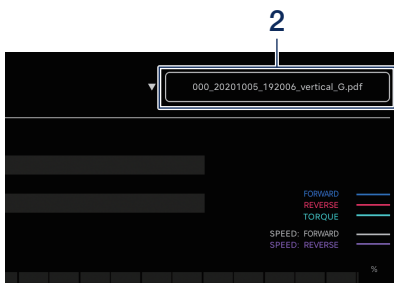 2
▼ 000_20201005_192006_vertical_G.pdf
FORWARD
REVERSE
TORQUE
SPEED: FORWARD
SPEED: REVERSE
%